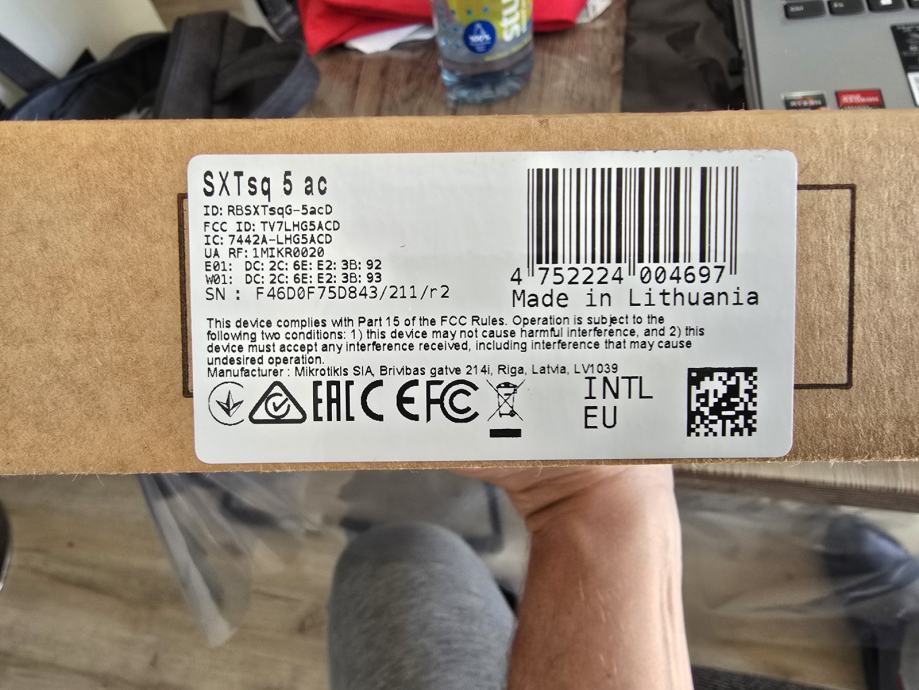 SXTsq 5 ac
ID: RBSXTsqG-5acD
FCC ID: TV7LHG5ACD
IC: 7442A-LHG5ACD
UA RF: 1MIKR0020
E01: DC: 2C: 6E: E2: 3B: 92
W01: DC: 2C: 6E: E2: 3B: 93
SN : F46D0F75D843/211/r2
4 752224 004697
Made in Lithuania
This device complies with Part 15 of the FCC Rules. Operation is subject to the
following two conditions: 1) this device may not cause harmful interference, and 2) this
device must accept any interference received, including interference that may cause
undesired operation.
Manufacturer : Mikrotikls SIA, Brivibas gatve 214i, Riga, Latvia, LV1039
EAC CE FC
INTL
EU
100%